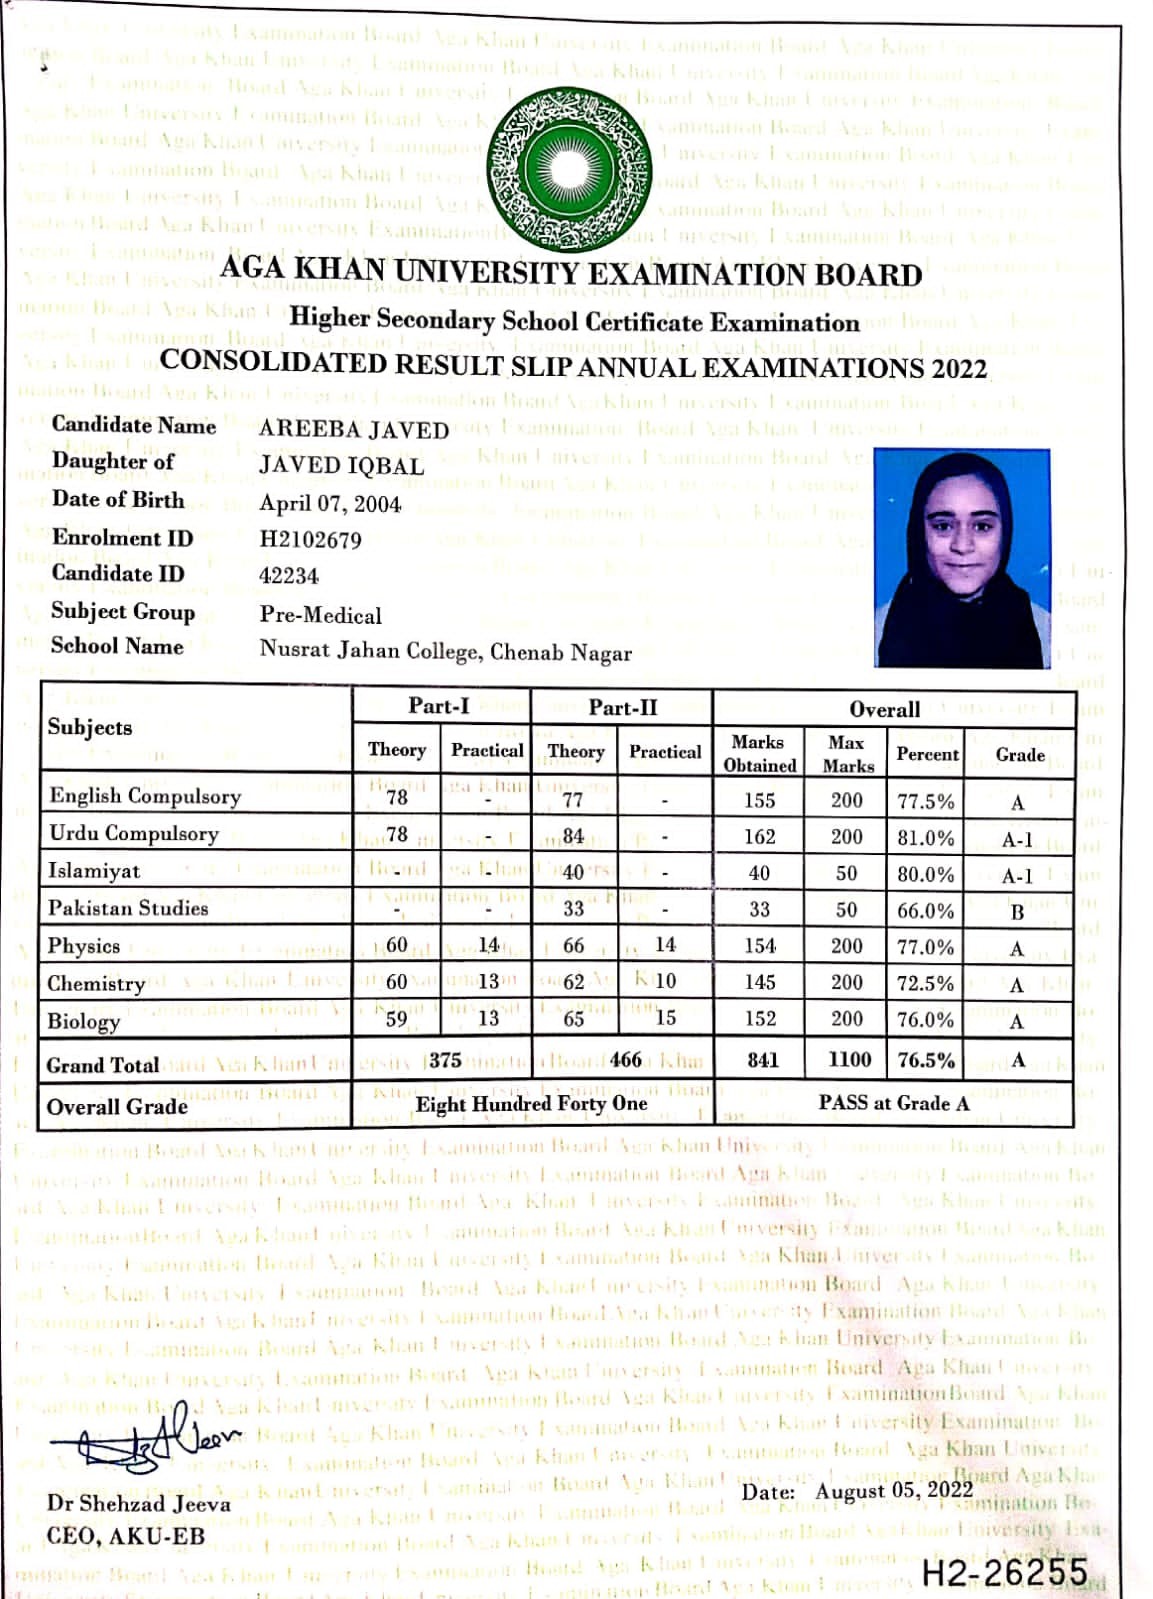 AGA KHAN UNIVERSITY EXAMINATION BOARD
Higher Secondary School Certificate Examination
CONSOLIDATED RESULT SLIP ANNUAL EXAMINATIONS 2022
Candidate Name AREEBA JAVED
Daughter of JAVED IQBAL
Date of Birth April 07, 2004
Enrolment ID H2102679
Candidate ID 42234
Subject Group Pre-Medical
School Name Nusrat Jahan College, Chenab Nagar
Subjects Part-I Part-II Overall
Theory Practical Theory Practical Marks Obtained Max Marks Percent Grade
English Compulsory 78 - 77 - 155 200 77.5% A
Urdu Compulsory 78 - 84 - 162 200 81.0% A-1
Islamiyat - - 40 - 40 50 80.0% A-1
Pakistan Studies - - 33 - 33 50 66.0% B
Physics 60 14 66 14 154 200 77.0% A
Chemistry 60 13 62 10 145 200 72.5% A
Biology 59 13 65 15 152 200 76.0% A
Grand Total 375 466 841 1100 76.5% A
Overall Grade Eight Hundred Forty One PASS at Grade A
Dr Shehzad Jeeva
CEO, AKU-EB
Date: August 05, 2022
H2-26255